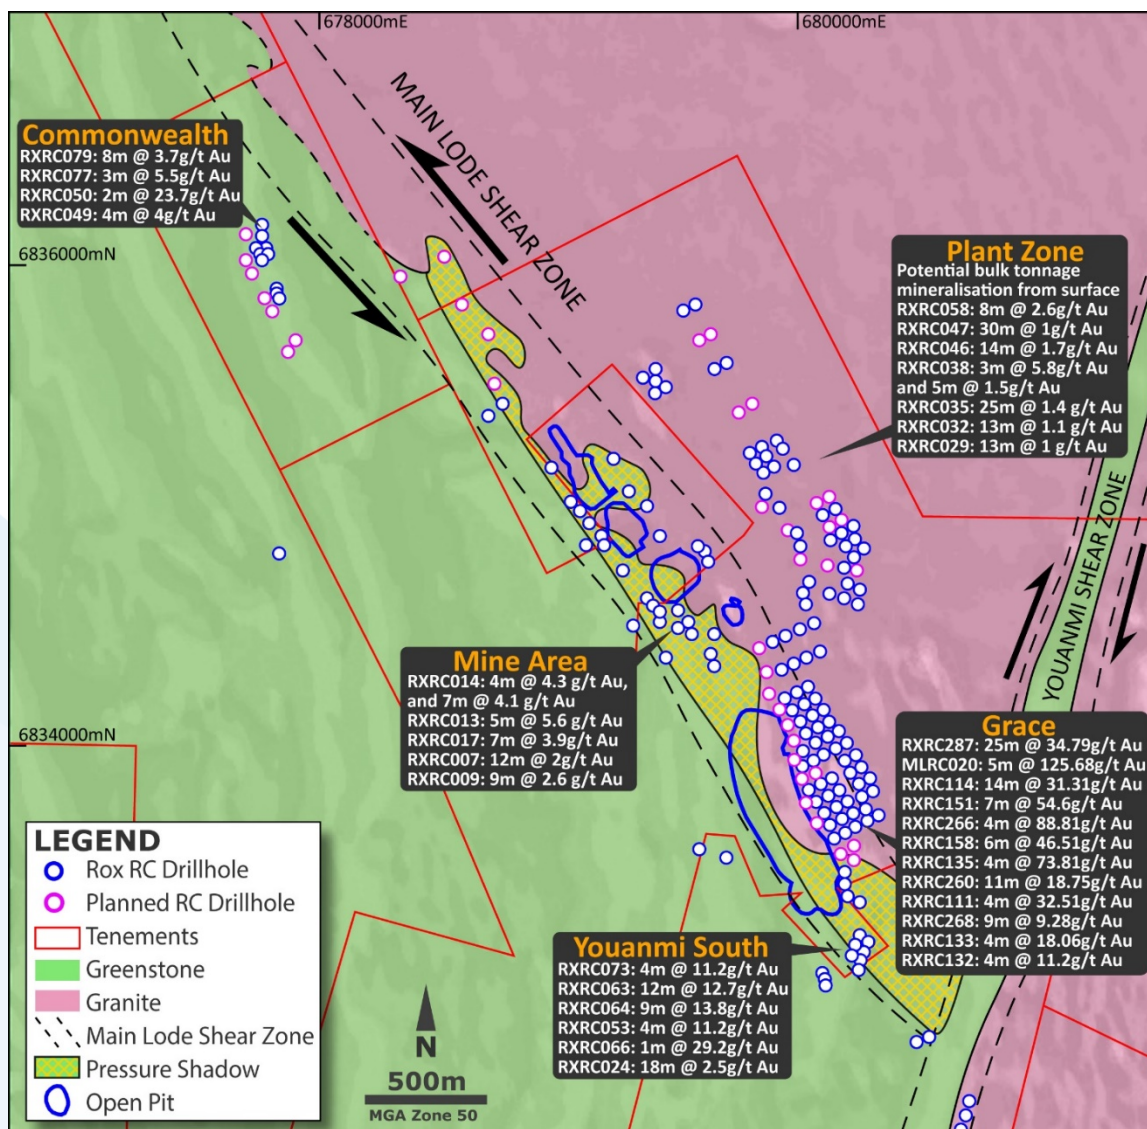 678000mE
680000mE
MAIN LODE SHEAR ZONE
Commonwealth
RXRC079: 8m @ 3.7g/t Au
RXRC077: 3m @ 5.5g/t Au
RXRC050: 2m @ 23.7g/t Au
RXRC049: 4m @ 4g/t Au
6836000mN
Plant Zone
Potential bulk tonnage
mineralisation from surface
RXRC058: 8m @ 2.6g/t Au
RXRC047: 30m @ 1g/t Au
RXRC046: 14m @ 1.7g/t Au
RXRC038: 3m @ 5.8g/t Au
and 5m @ 1.5g/t Au
RXRC035: 25m @ 1.4 g/t Au
RXRC032: 13m @ 1.1 g/t Au
RXRC029: 13m @ 1 g/t Au
YOUANMI SHEAR ZONE
Mine Area
RXRC014: 4m @ 4.3 g/t Au,
and 7m @ 4.1 g/t Au
RXRC013: 5m @ 5.6 g/t Au
RXRC017: 7m @ 3.9g/t Au
RXRC007: 12m @ 2g/t Au
RXRC009: 9m @ 2.6 g/t Au
6834000mN
Grace
RXRC287: 25m @ 34.79g/t Au
MLRC020: 5m @ 125.68g/t Au
RXRC114: 14m @ 31.31g/t Au
RXRC151: 7m @ 54.6g/t Au
RXRC266: 4m @ 88.81g/t Au
RXRC158: 6m @ 46.51g/t Au
RXRC135: 4m @ 73.81g/t Au
RXRC260: 11m @ 18.75g/t Au
RXRC111: 4m @ 32.51g/t Au
RXRC268: 9m @ 9.28g/t Au
RXRC133: 4m @ 18.06g/t Au
RXRC132: 4m @ 11.2g/t Au
Youanmi South
RXRC073: 4m @ 11.2g/t Au
RXRC063: 12m @ 12.7g/t Au
RXRC064: 9m @ 13.8g/t Au
RXRC053: 4m @ 11.2g/t Au
RXRC066: 1m @ 29.2g/t Au
RXRC024: 18m @ 2.5g/t Au
LEGEND
Rox RC Drillhole
Planned RC Drillhole
Tenements
Greenstone
Granite
Main Lode Shear Zone
Pressure Shadow
Open Pit
N
500m
MGA Zone 50